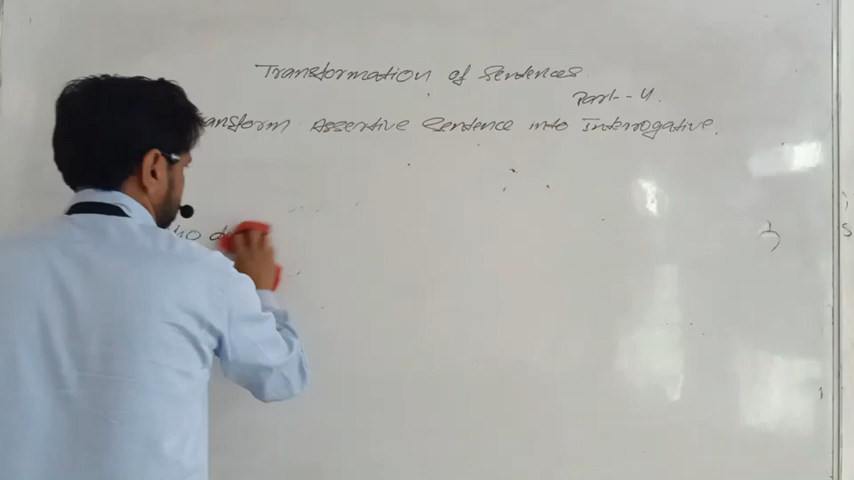 Transformation of Sentences.
Part - 4.
ansform Assertive Sentence into Interrogative.